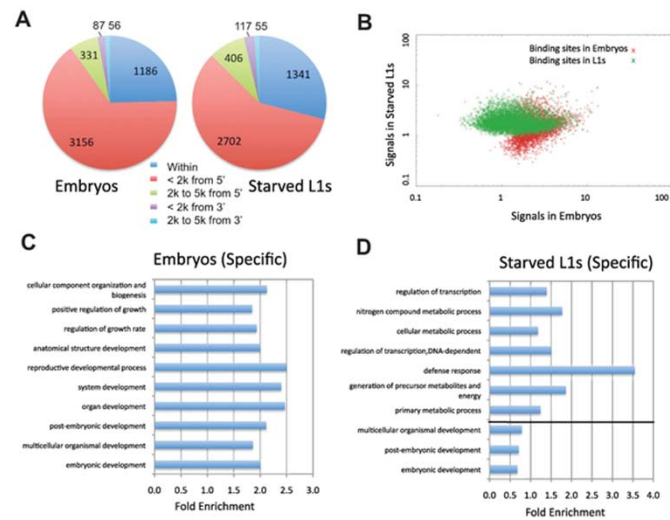 A
87 56
331
1186
3156
Embryos
117 55
406
1341
2702
Starved L1s
Within
< 2k from 5'
2k to 5k from 5'
< 2k from 3'
2k to 5k from 3'
B
Signals in Starved L1s
100
10
1
0.1
Binding sites in Embryo x
Binding sites in L1s x
0.1 1 10 100
Signals in Embryos
C
Embryos (Specific)
cellular component organization and
biogenesis
positive regulation of growth
regulation of growth rate
anatomical structure development
reproductive developmental process
system development
organ development
post-embryonic development
multicellular organismal development
embryonic development
0.0 0.5 1.0 1.5 2.0 2.5 3.0
Fold Enrichment
D
Starved L1s (Specific)
regulation of transcription
nitrogen compound metabolic process
cellular metabolic process
regulation of transcription,DNA-dependent
defense response
generation of precursor metabolites and
energy
primary metabolic process
multicellular organismal development
post-embryonic development
embryonic development
0.0 0.5 1.0 1.5 2.0 2.5 3.0 3.5 4.0
Fold Enrichment